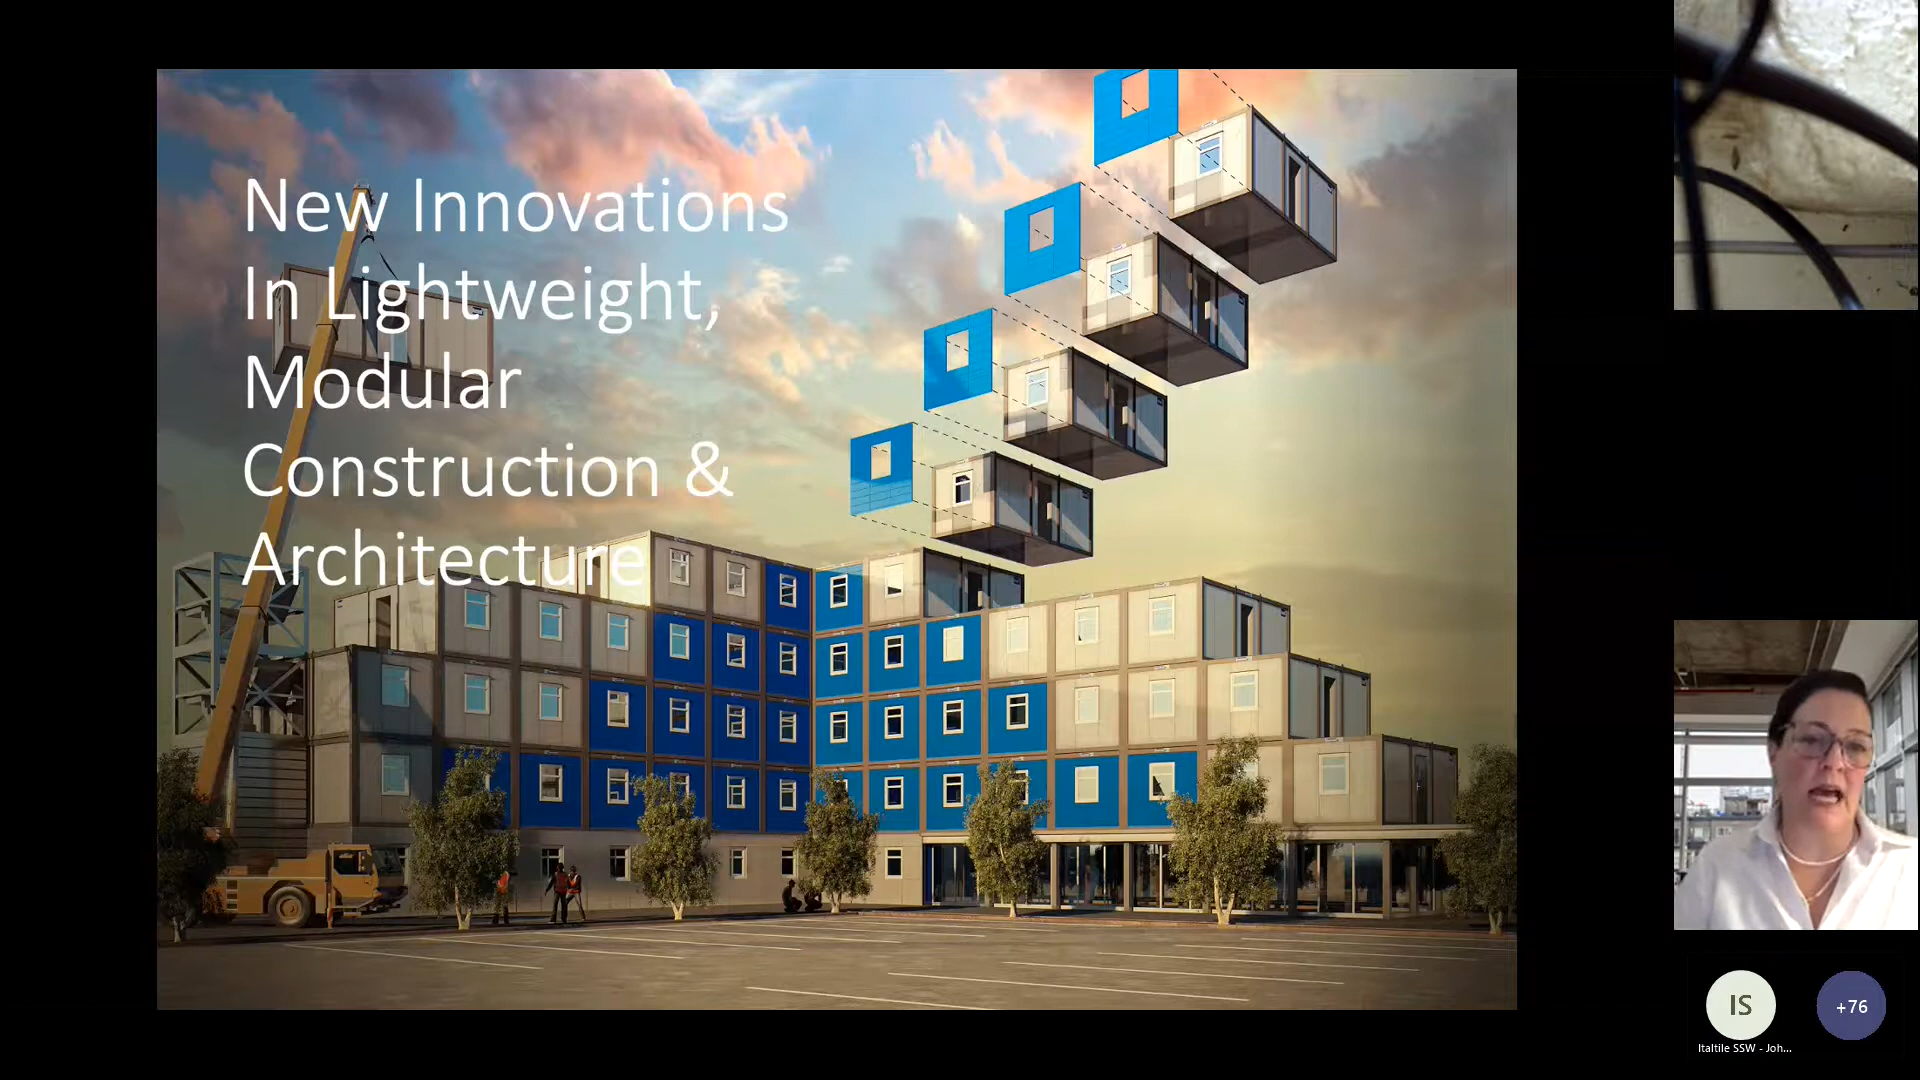 New Innovations
In Lightweight,
Modular
Construction &
Architecture
IS
+76
Italtile SSW - Joh...